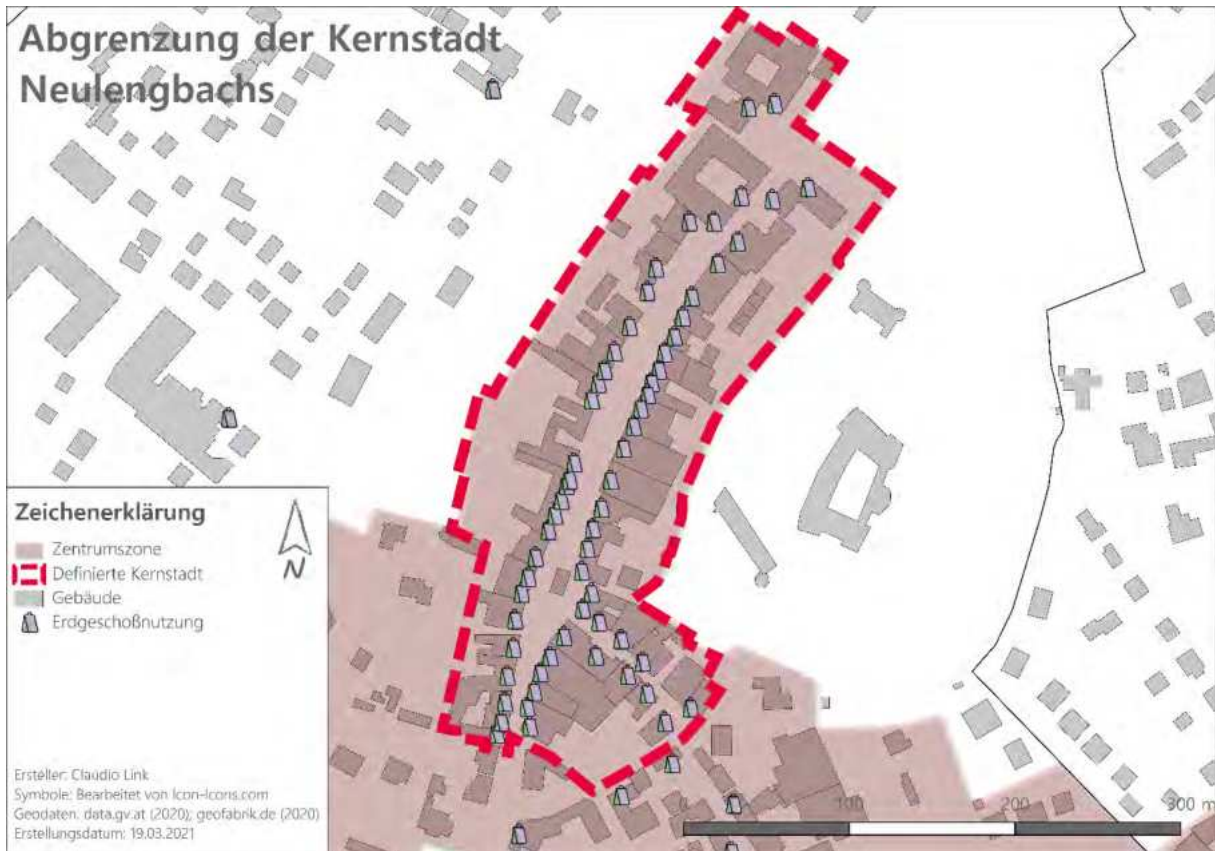 Abgrenzung der Kernstadt
Neulengbachs
Zeichenerklärung
Zentrumszone
Definierte Kernstadt
Gebäude
Erdgeschoßnutzung
N
Ersteller: Claudio Link
Symbole: Bearbeitet von Icon-Icons.com
Geodaten: data.gv.at (2020); geofabrik.de (2020)
Erstellungsdatum: 19.03.2021
0 100 200 300 m